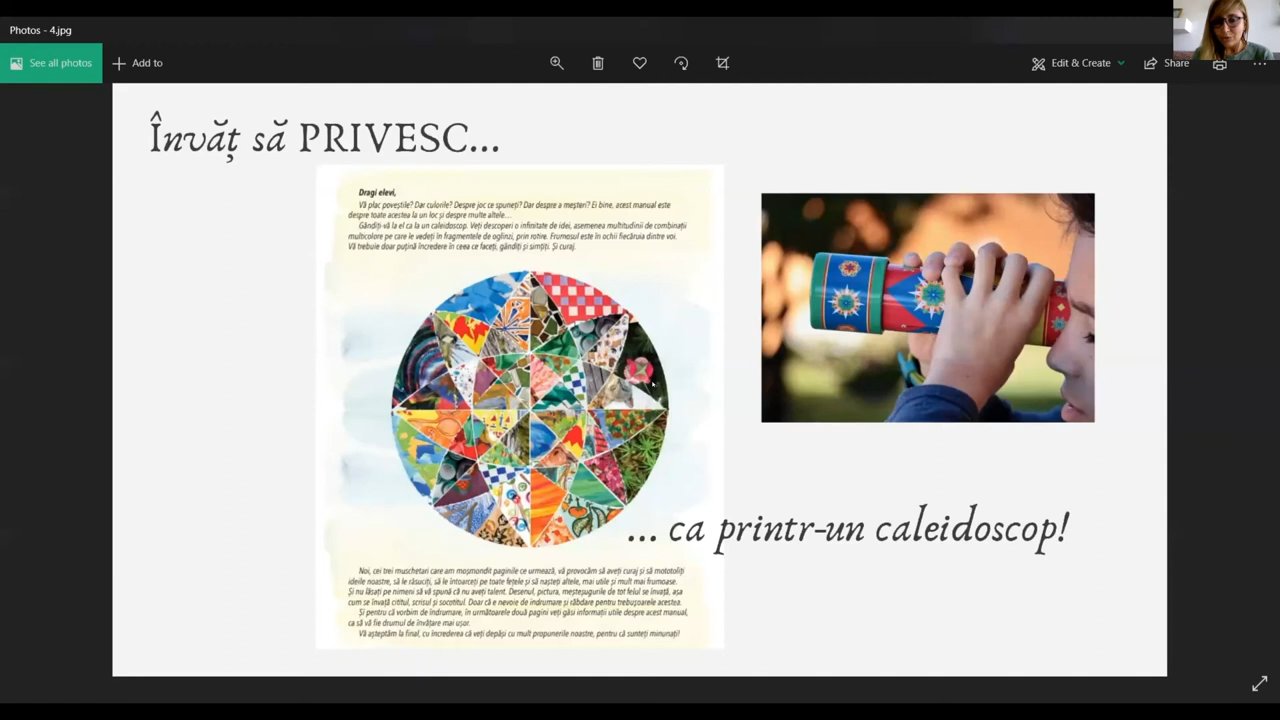 Photos - 4.jpg
See all photos
Add to
Edit & Create
Share
Învăț să PRIVESC...
Dragi elevi,
Vă plac poveștile? Dar culorile? Despre joc ce spuneți? Dar despre a meșteri? Ei bine, acest manual este
despre toate acestea la un loc și despre multe altele...
Gândiți-vă la el ca la un caleidoscop. Veți descoperi o infinitate de idei, asemenea multitudinii de combinații
multicolore pe care le vedeți în fragmentele de oglinzi, prin rotire. Frumosul este în ochii fiecăruia dintre voi.
Vă trebuie doar puțină încredere în ceea ce faceți, gândiți și simțiți. Și curaj.
... ca printr-un caleidoscop!
Noi, cei trei muschetari care am moșmondit paginile ce urmează, vă provocăm să aveți curaj și să mototoliți
ideile noastre, să le răsuciți, să le întoarceți pe toate fețele și să nașteți altele, mai utile și mult mai frumoase.
Și nu lăsați pe nimeni să vă spună că nu aveți talent. Desenul, pictura, meșteșugurile de tot felul se învață, așa
cum se învață cititul, scrisul și socotitul. Doar că e nevoie de îndrumare și răbdare pentru trebușoarele acestea.
Și pentru că vorbim de îndrumare, în următoarele două pagini veți găsi informații utile despre acest manual,
ca să vă fie drumul de învățare mai ușor.
Vă așteptăm la final, cu încrederea că veți depăși cu mult propunerile noastre, pentru că sunteți minunați!